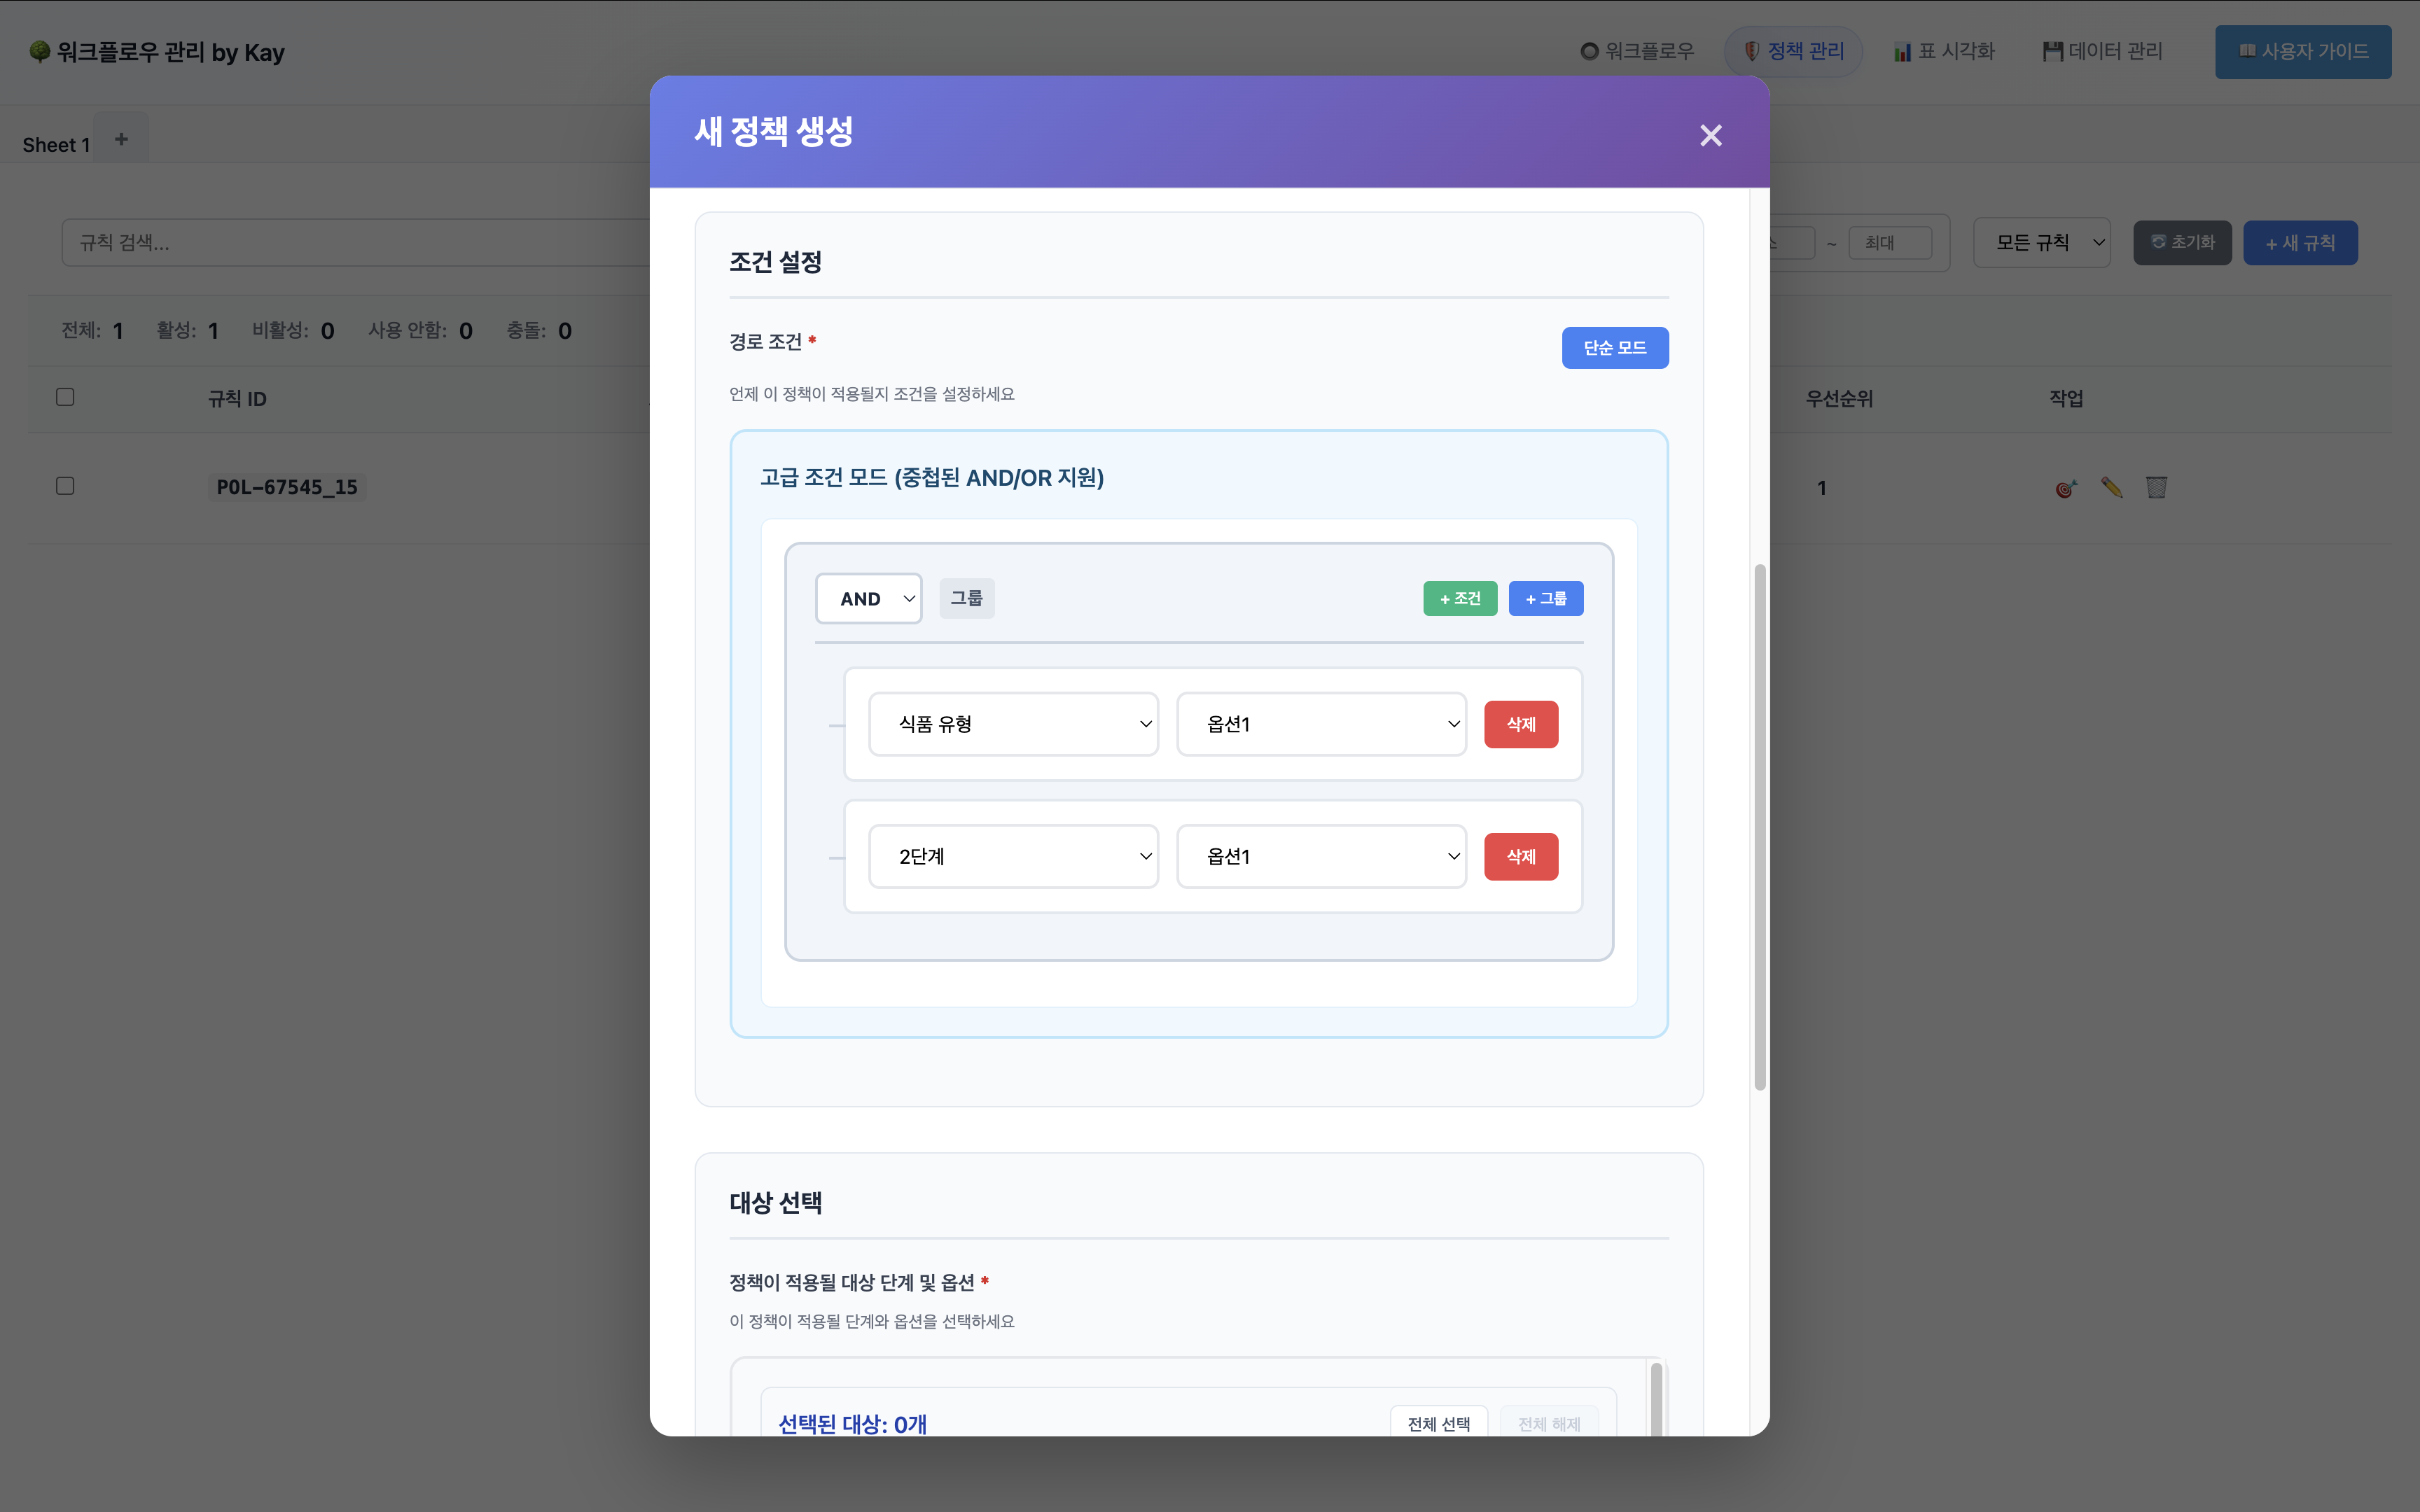 워크플로우 관리 by Kay
워크플로우
정책 관리
표 시각화
데이터 관리
사용자 가이드
Sheet 1
+
새 정책 생성
×
규칙 검색...
~
최대
모든 규칙
초기화
+ 새 규칙
전체: 1
활성: 1
비활성: 0
사용 안함: 0
충돌: 0
규칙 ID
우선순위
작업
POL-67545_15
1
조건 설정
경로 조건 *
단순 모드
언제 이 정책이 적용될지 조건을 설정하세요
고급 조건 모드 (중첩된 AND/OR 지원)
AND
그룹
+ 조건
+ 그룹
식품 유형
옵션1
삭제
2단계
옵션1
삭제
대상 선택
정책이 적용될 대상 단계 및 옵션 *
이 정책이 적용될 단계와 옵션을 선택하세요
선택된 대상: 0개
전체 선택
전체 해제